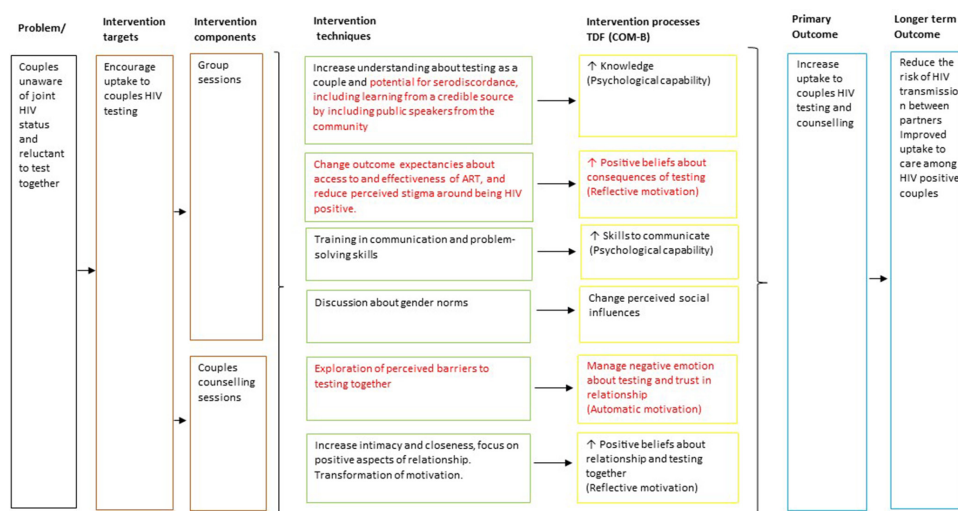 Problem/
Intervention
targets
Intervention
components
Intervention
techniques
Intervention processes
TDF (COM-B)
Primary
Outcome
Longer term
Outcome
Couples
unaware
of joint
HIV
status
and
reluctant
to test
together
Encourage
uptake to
couples HIV
testing
Group
sessions
Couples
counselling
sessions
Increase understanding about testing as a
couple and potential for serodiscordance,
including learning from a credible source
by including public speakers from the
community
↑ Knowledge
(Psychological capability)
Change outcome expectancies about
access to and effectiveness of ART, and
reduce perceived stigma around being HIV
positive.
↑ Positive beliefs about
consequences of testing
(Reflective motivation)
Training in communication and problem-
solving skills
↑ Skills to communicate
(Psychological capability)
Discussion about gender norms
Change perceived social
influences
Exploration of perceived barriers to
testing together
Manage negative emotion
about testing and trust in
relationship
(Automatic motivation)
Increase intimacy and closeness, focus on
positive aspects of relationship.
Transformation of motivation.
↑ Positive beliefs about
relationship and testing
together
(Reflective motivation)
Increase
uptake to
couples HIV
testing and
counselling
Reduce the
risk of HIV
transmissio
n between
partners
Improved
uptake to
care among
HIV positive
couples